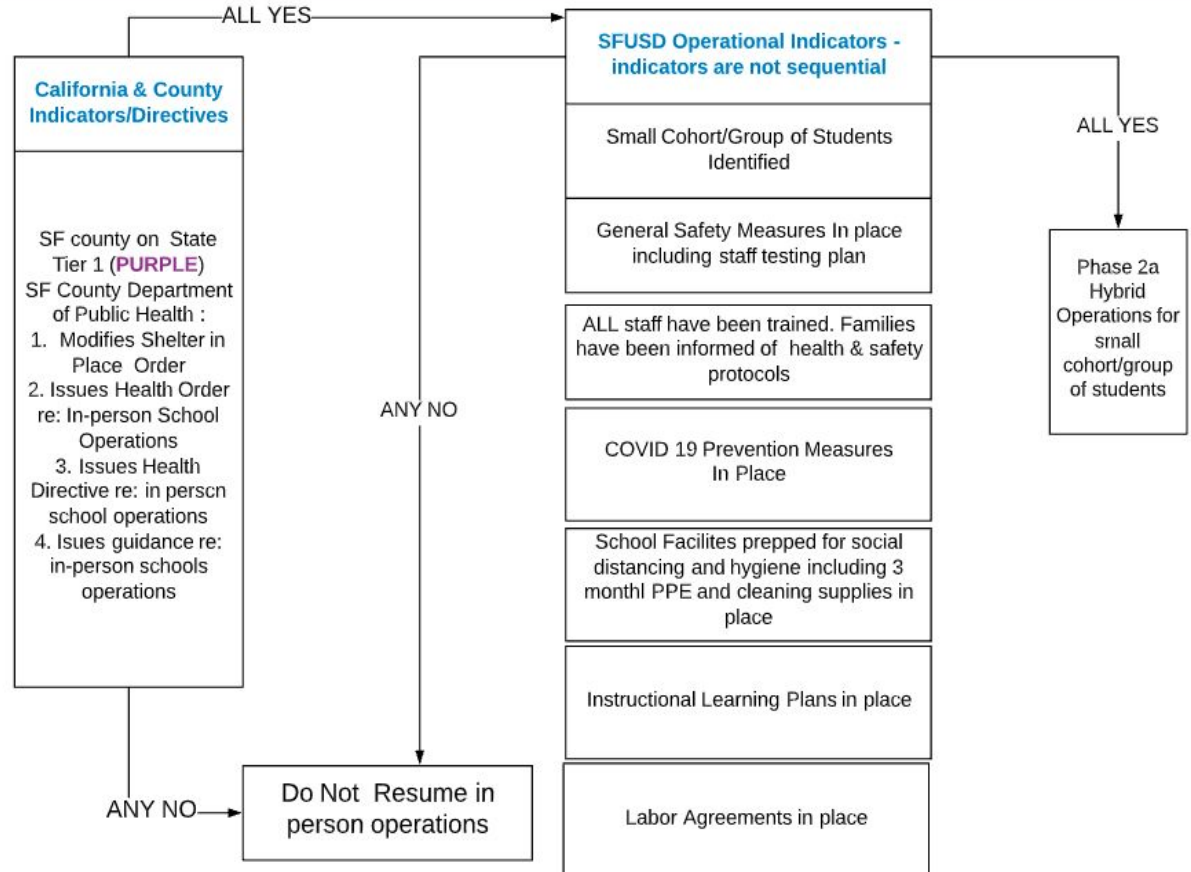 ALL YES
California & County
Indicators/Directives
SF county on State
Tier 1 (PURPLE)
SF County Department
of Public Health :
1. Modifies Shelter in
Place Order
2. Issues Health Order
re: In-person School
Operations
3. Issues Health
Directive re: in perscn
school operations
4. Isues guidance re:
in-person schools
operations
ANY NO
Do Not Resume in
person operations
ANY NO
SFUSD Operational Indicators -
indicators are not sequential
Small Cohort/Group of Students
Identified
General Safety Measures In place
including staff testing plan
ALL staff have been trained. Families
have been informed of health & safety
protocols
COVID 19 Prevention Measures
In Place
School Facilites prepped for social
distancing and hygiene including 3
monthl PPE and cleaning supplies in
place
Instructional Learning Plans in place
Labor Agreements in place
ALL YES
Phase 2a
Hybrid
Operations for
small
cohort/group
of students